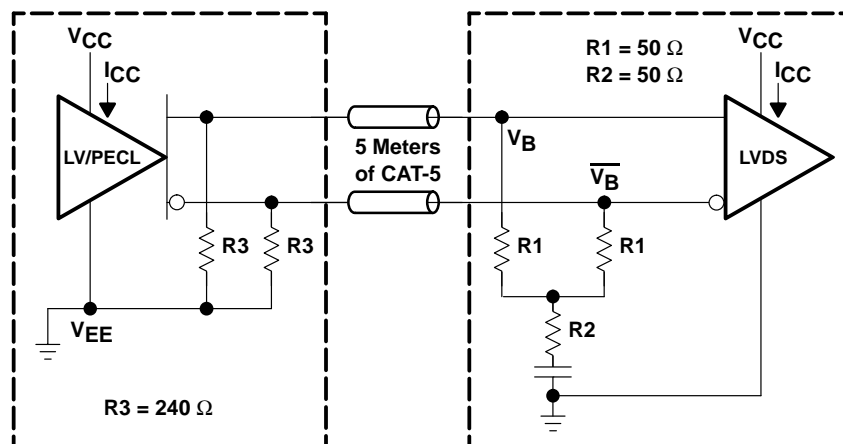 VCC
ICC
LV/PECL
R3
R3
VEE
R3 = 240 Ω
5 Meters
of CAT-5
R1 = 50 Ω
R2 = 50 Ω
VCC
ICC
VB
VB
LVDS
R1
R1
R2